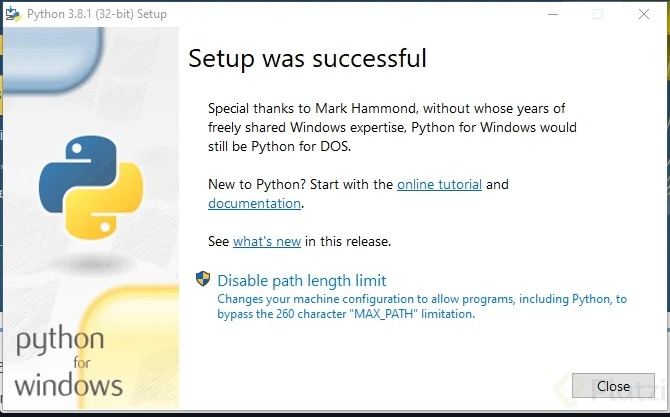 Python 3.8.1 (32-bit) Setup
Setup was successful
Special thanks to Mark Hammond, without whose years of
freely shared Windows expertise, Python for Windows would
still be Python for DOS.
New to Python? Start with the online tutorial and
documentation.
See what's new in this release.
Disable path length limit
Changes your machine configuration to allow programs, including Python, to
bypass the 260 character "MAX_PATH" limitation.
python
for
windows
Close